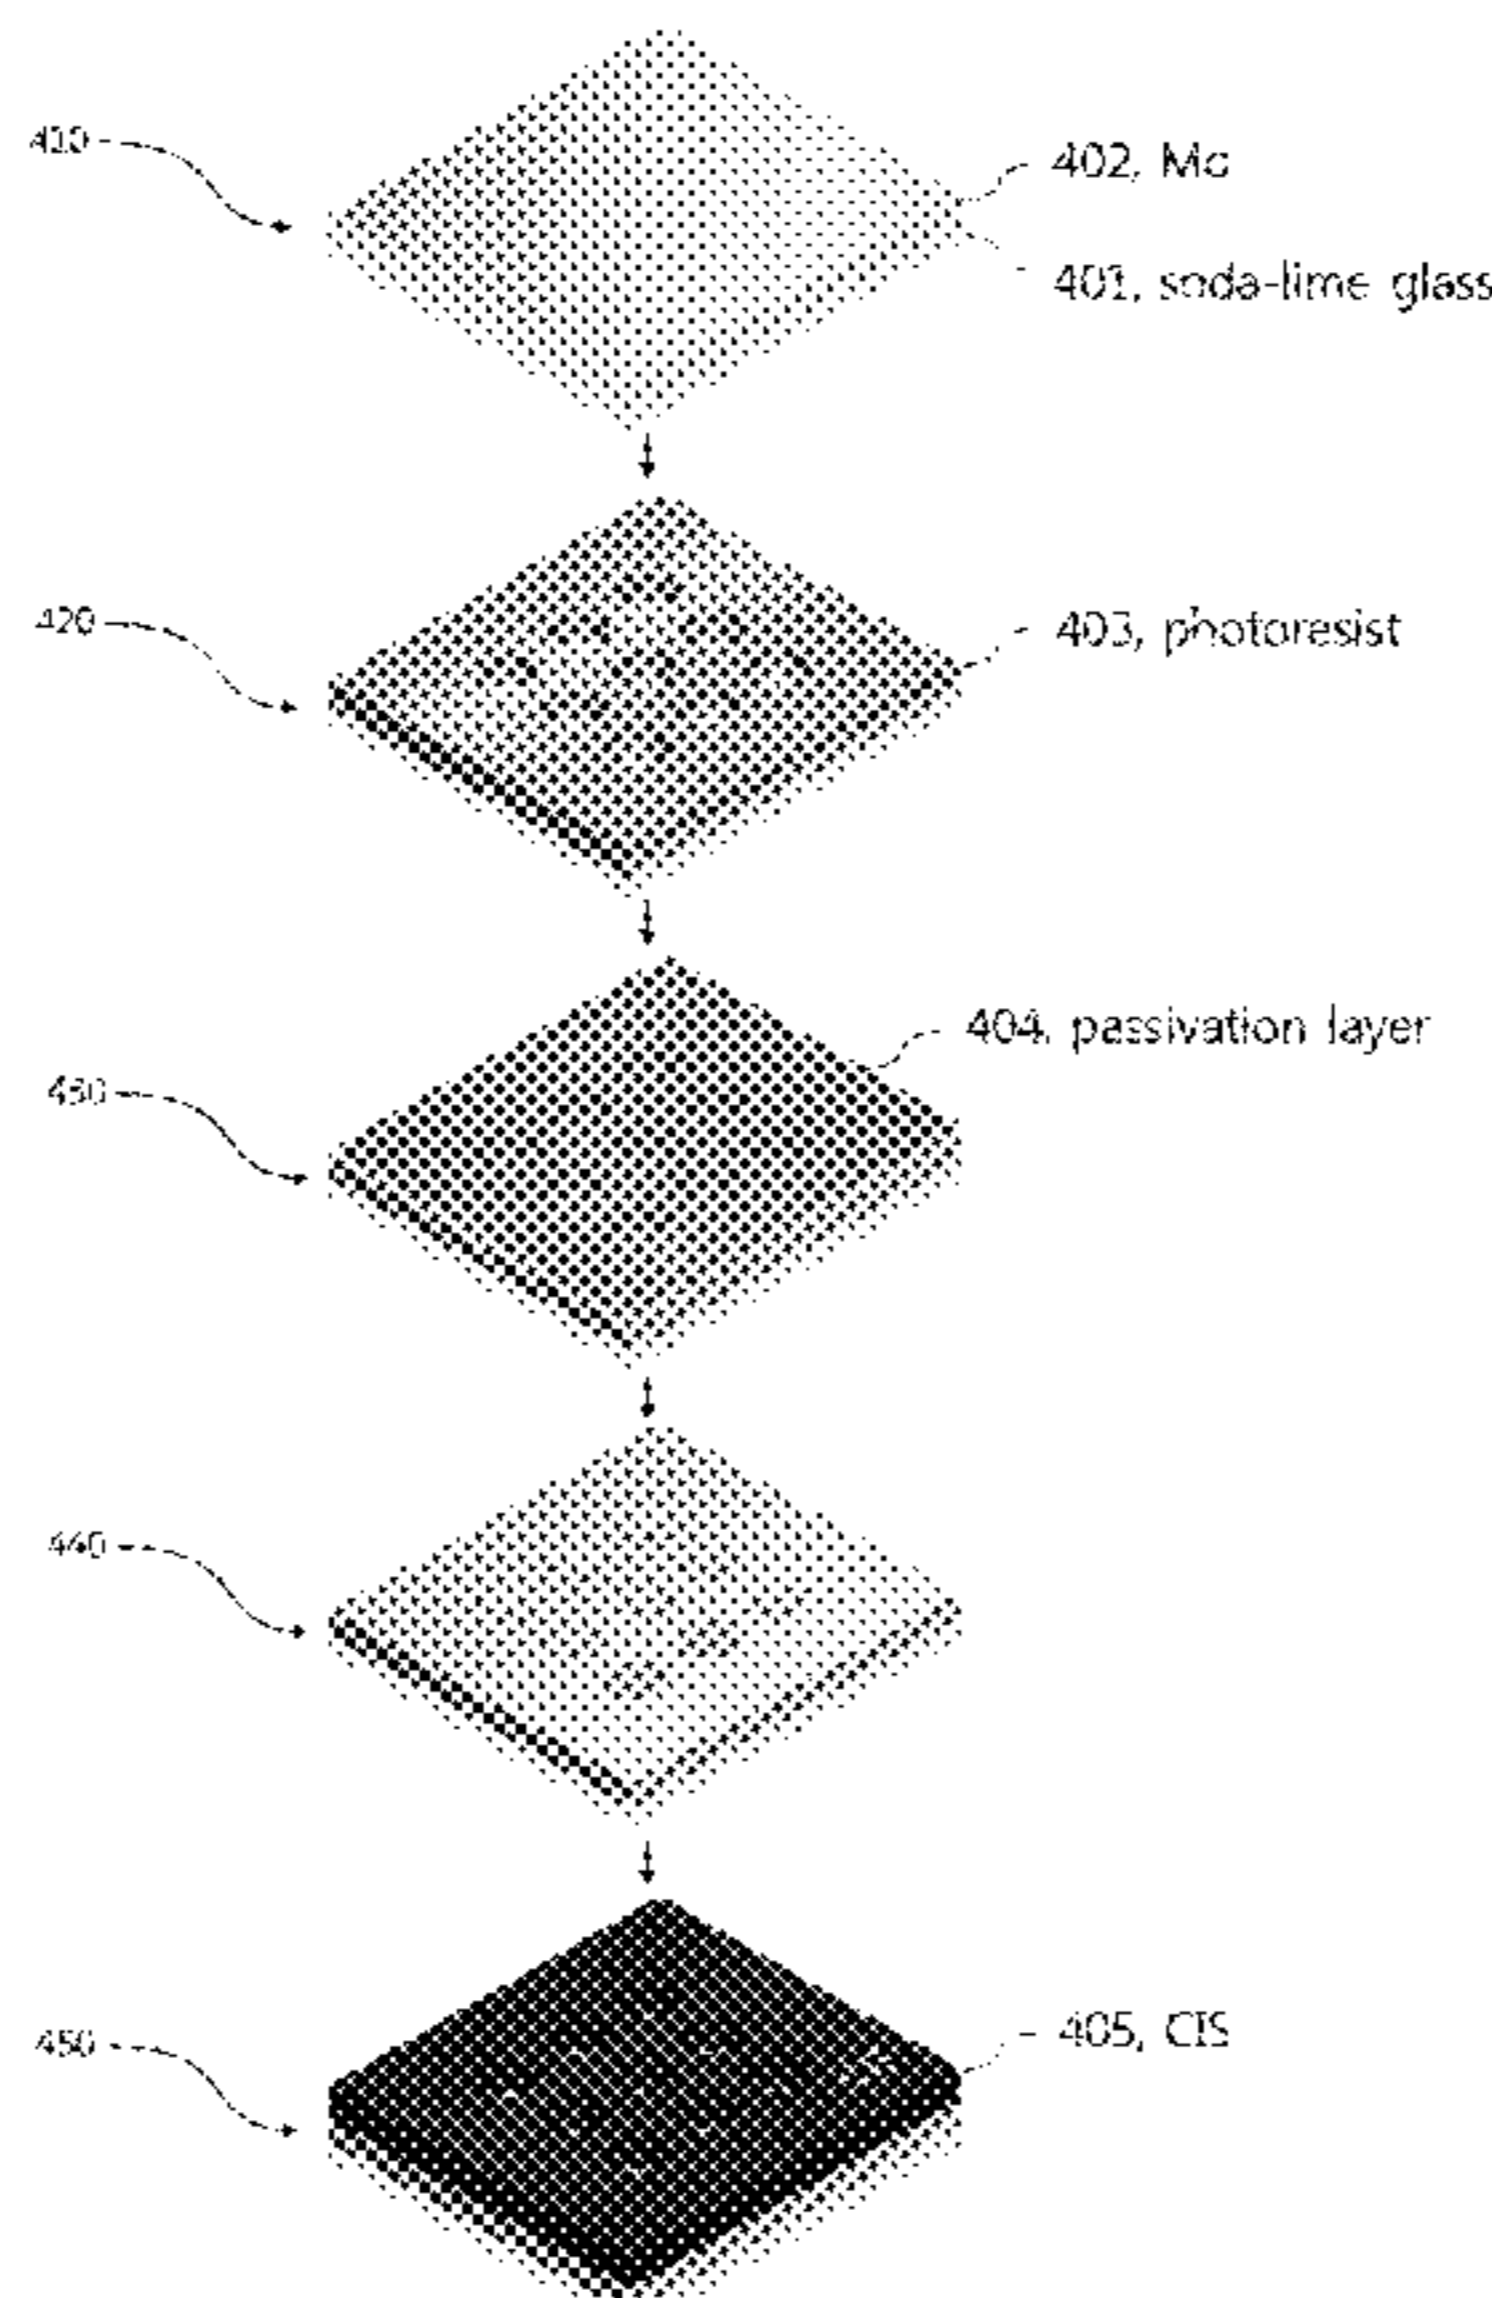 410
402, Mo
401, soda-lime glass
420
403, photoresist
404, passivation layer
430
440
450
405, CIS